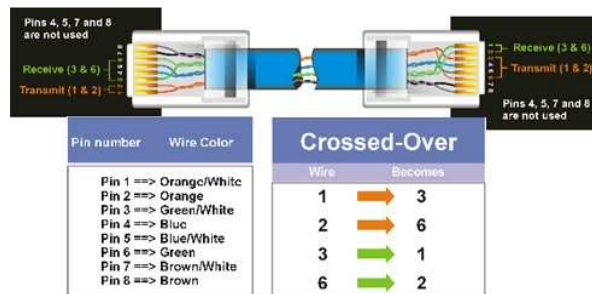 Pins 4, 5, 7 and 8
are not used
Receive (3 & 6)
Transmit (1 & 2)
Receive (3 & 6)
Transmit (1 & 2)
Pins 4, 5, 7 and 8
are not used
Pin number Wire Color
Pin 1 ==> Orange/White
Pin 2 ==> Orange
Pin 3 ==> Green/White
Pin 4 ==> Blue
Pin 5 ==> Blue/White
Pin 6 ==> Green
Pin 7 ==> Brown/White
Pin 8 ==> Brown
Crossed-Over
Wire Becomes
1 3
2 6
3 1
6 2